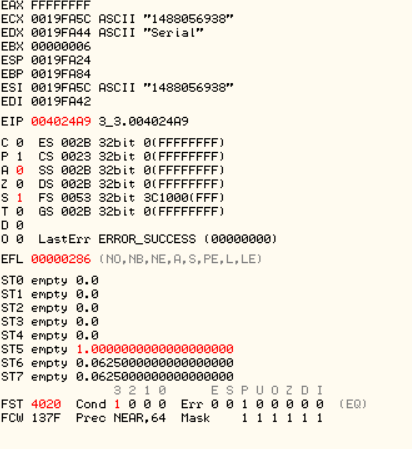 EAX FFFFFFFF
ECX 0019FA5C ASCII "1488056938"
EDX 0019FA44 ASCII "Serial"
EBX 00000006
ESP 0019FA24
EBP 0019FA84
ESI 0019FA5C ASCII "1488056938"
EDI 0019FA42
EIP 004024A9 3_3.004024A9
C 0 ES 002B 32bit 0(FFFFFFFF)
P 1 CS 0023 32bit 0(FFFFFFFF)
A 0 SS 002B 32bit 0(FFFFFFFF)
Z 0 DS 002B 32bit 0(FFFFFFFF)
S 1 FS 0053 32bit 3C1000(FFF)
T 0 GS 002B 32bit 0(FFFFFFFF)
D 0
O 0 LastErr ERROR_SUCCESS (00000000)
EFL 00000286 (NO,NB,NE,A,S,PE,L,LE)
ST0 empty 0.0
ST1 empty 0.0
ST2 empty 0.0
ST3 empty 0.0
ST4 empty 0.0
ST5 empty 1.0000000000000000000
ST6 empty 0.0625000000000000000
ST7 empty 0.0625000000000000000
3 2 1 0 E S P U O Z D I
FST 4020 Cond 1 0 0 0 Err 0 0 1 0 0 0 0 0 (EQ)
FCW 137F Prec NEAR,64 Mask 1 1 1 1 1 1